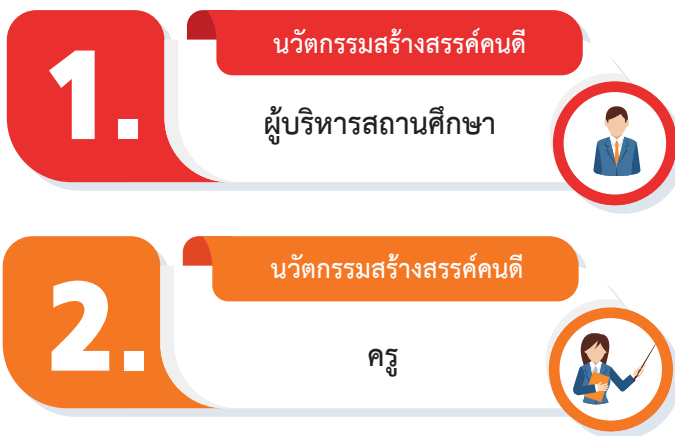 1.
นวัตกรรมสร้างสรรค์คนดี
ผู้บริหารสถานศึกษา
2.
นวัตกรรมสร้างสรรค์คนดี
ครู